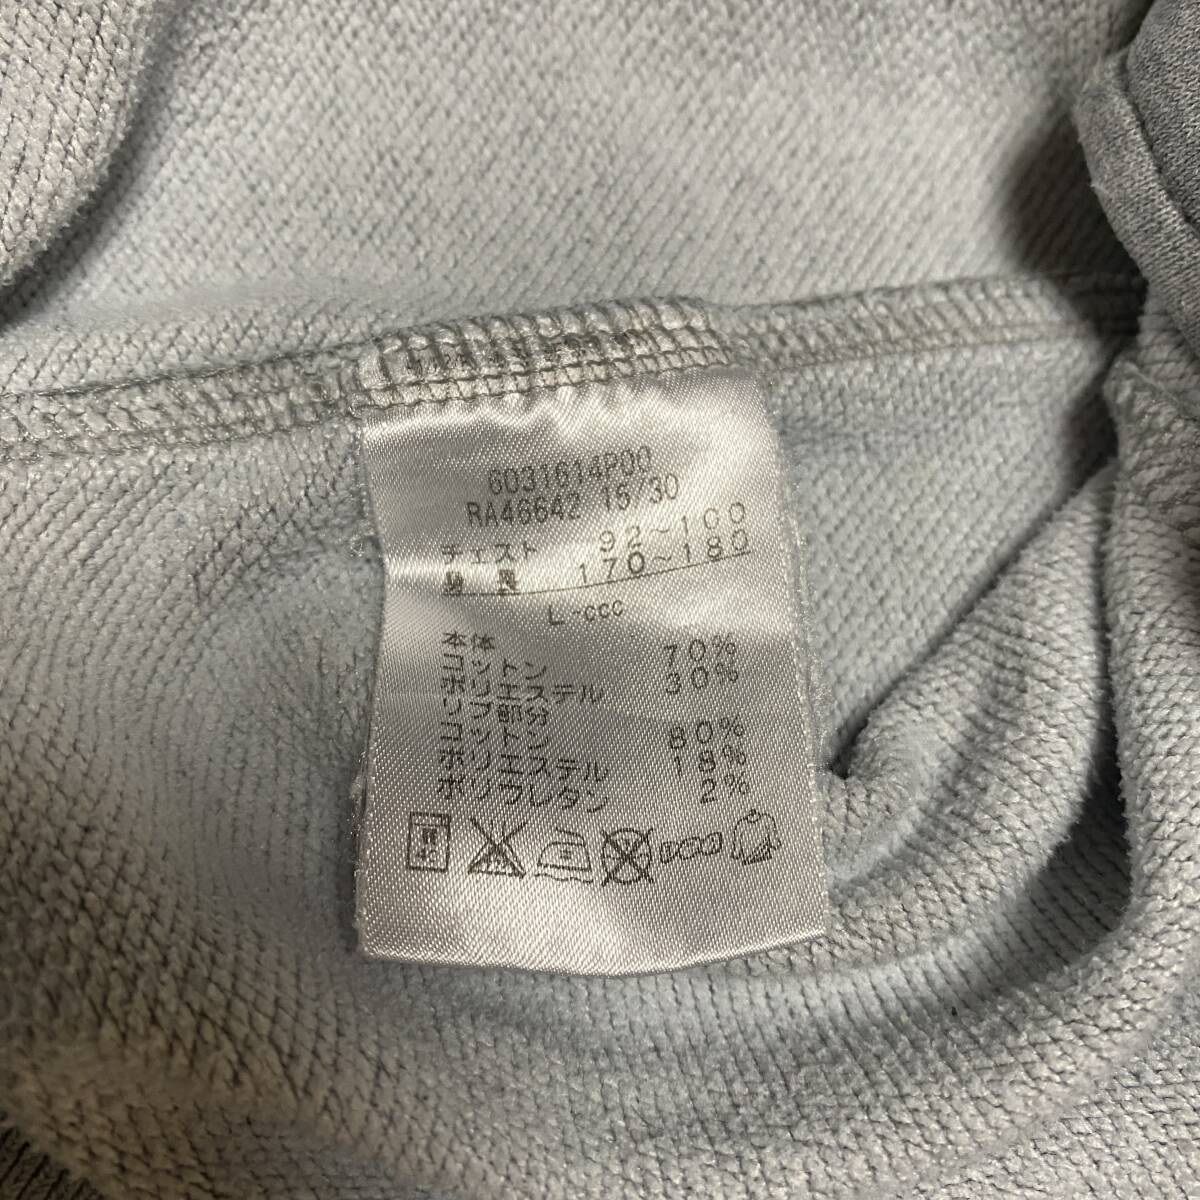 6031614P00
RA46642 15/30
チェスト 92~100
身長 170~180
L -ccc
本体
コットン 70%
ポリエステル 30%
リブ部分
コットン 80%
ポリエステル 18%
ポリウレタン 2%